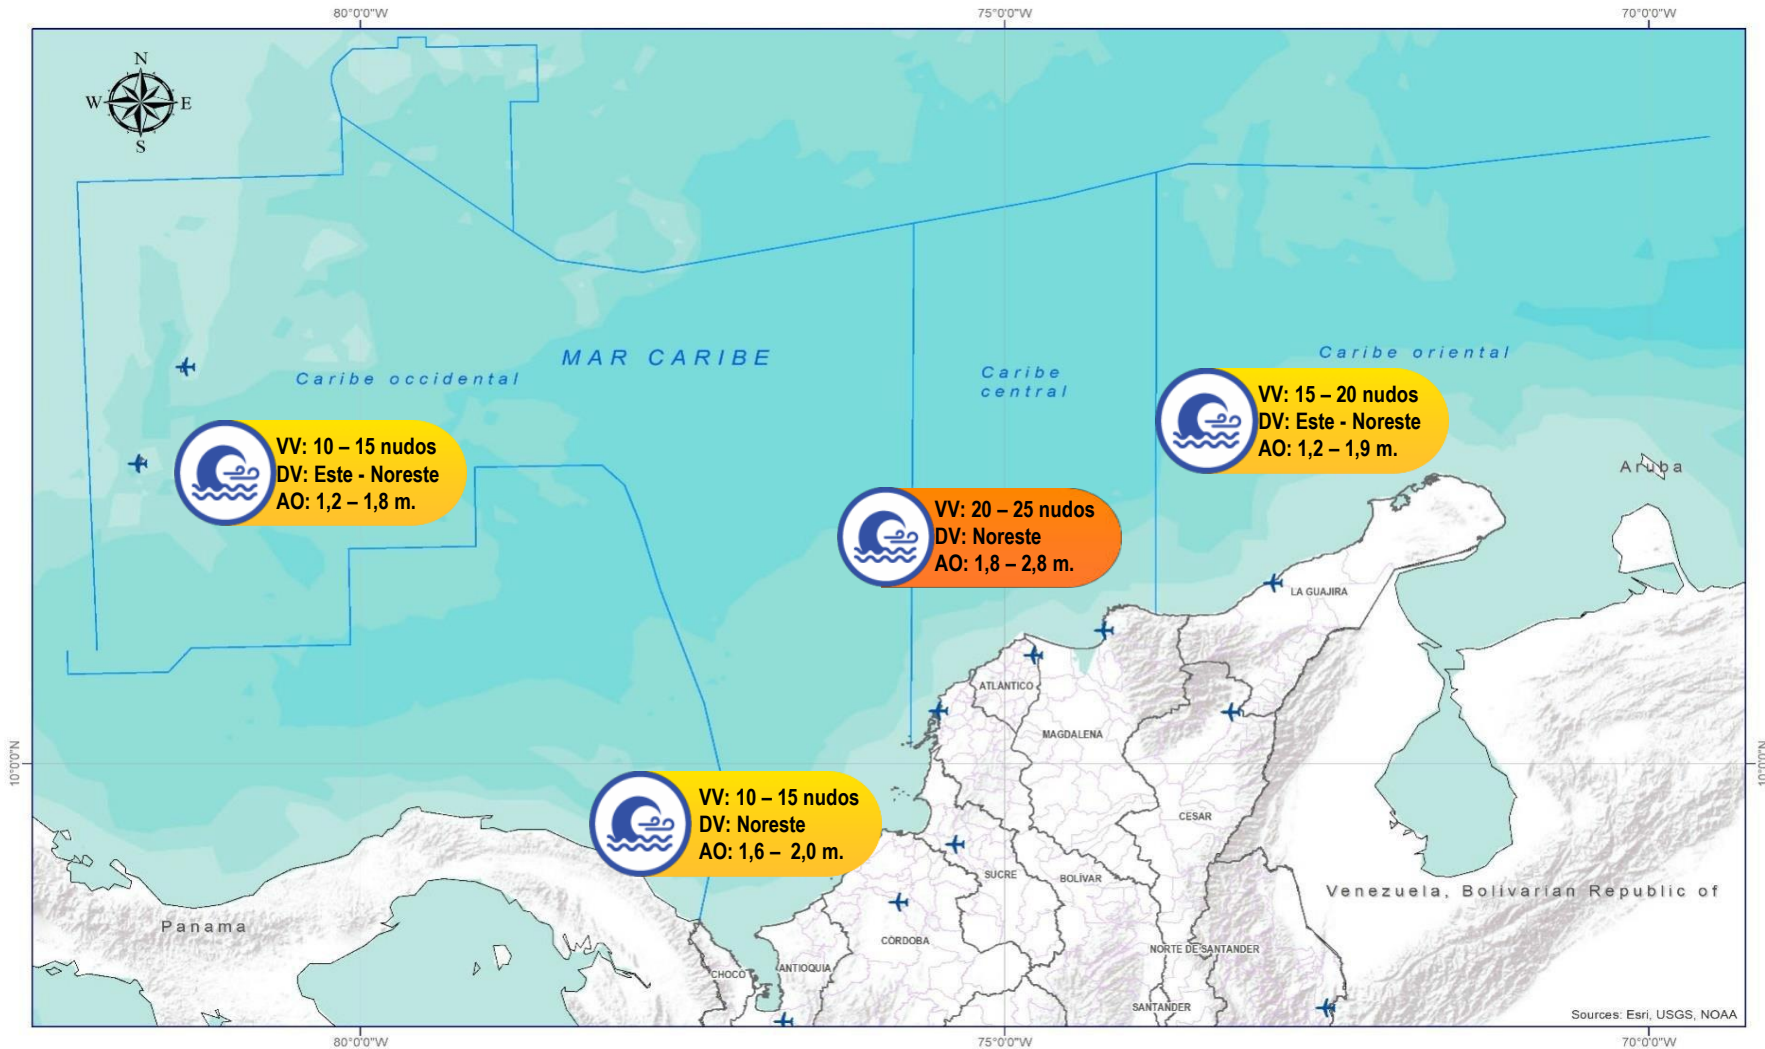 80°0'0"W
75°0'0"W
70°0'0"W
N
W
E
S
MAR CARIBE
Caribe occidental
Caribe
central
Caribe oriental
VV: 15 – 20 nudos
DV: Este - Noreste
AO: 1,2 – 1,9 m.
VV: 10 – 15 nudos
DV: Este - Noreste
AO: 1,2 – 1,8 m.
Aruba
VV: 20 – 25 nudos
DV: Noreste
AO: 1,8 – 2,8 m.
LA GUAJIRA
ATLÁNTICO
MAGDALENA
10°0'0"N
10°0'0"N
VV: 10 – 15 nudos
DV: Noreste
AO: 1,6 –  2,0 m.
CESAR
SUCRE
BOLÍVAR
Venezuela, Bolivarian Republic of
Panama
CÓRDOBA
NORTE DE SANTANDER
CHOCO
ANTIOQUIA
SANTANDER
Sources: Esri, USGS, NOAA
80°0'0"W
75°0'0"W
70°0'0"W